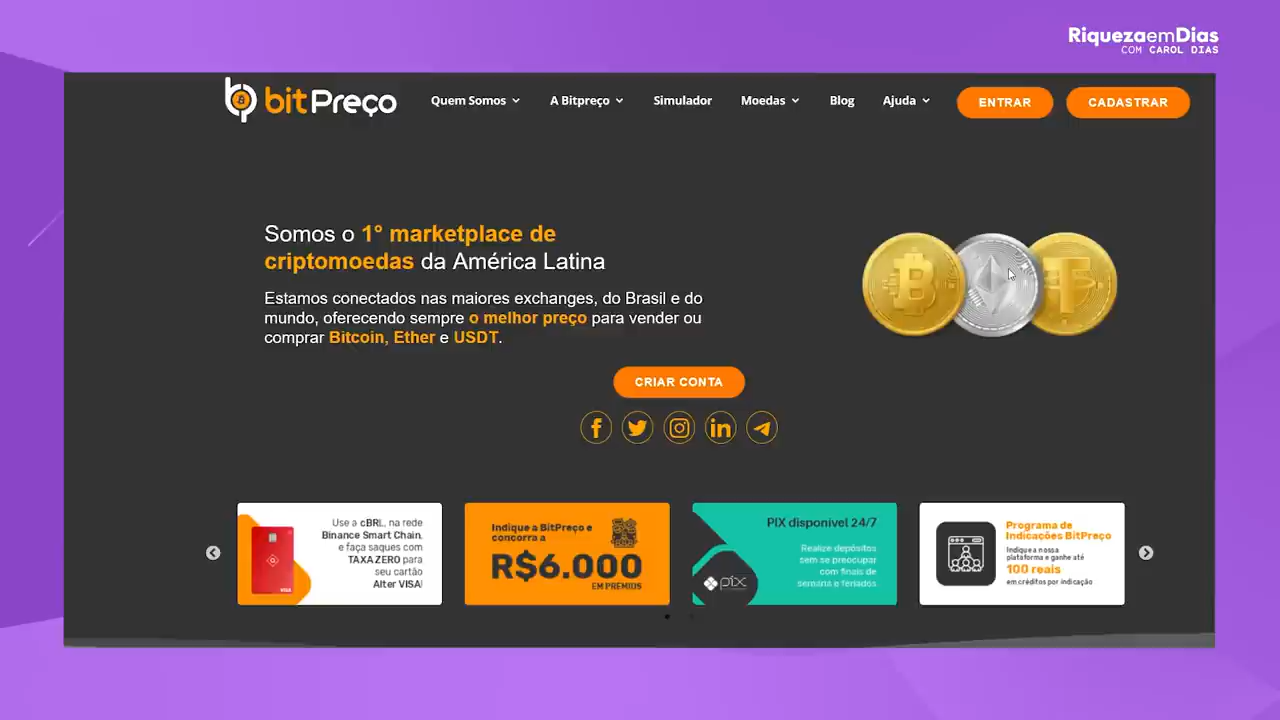 RiquezaemDias
COM CAROL DIAS
bitPreço
Quem Somos
A Bitpreço
Simulador
Moedas
Blog
Ajuda
ENTRAR
CADASTRAR
Somos o 1° marketplace de
criptomoedas da América Latina
Estamos conectados nas maiores exchanges, do Brasil e do
mundo, oferecendo sempre o melhor preço para vender ou
comprar Bitcoin, Ether e USDT.
CRIAR CONTA
Use a cBRL, na rede
Binance Smart Chain,
e faça saques com
TAXA ZERO para
seu cartão
Alter VISA!
VISA
Indique a BitPreço e
concorra a
R$6.000
EM PRÊMIOS
PIX disponível 24/7
Realize depósitos
sem se preocupar
com finais de
semana e feriados
pix
Programa de
Indicações BitPreço
Indique a nossa
plataforma e ganhe até
100 reais
em créditos por indicação